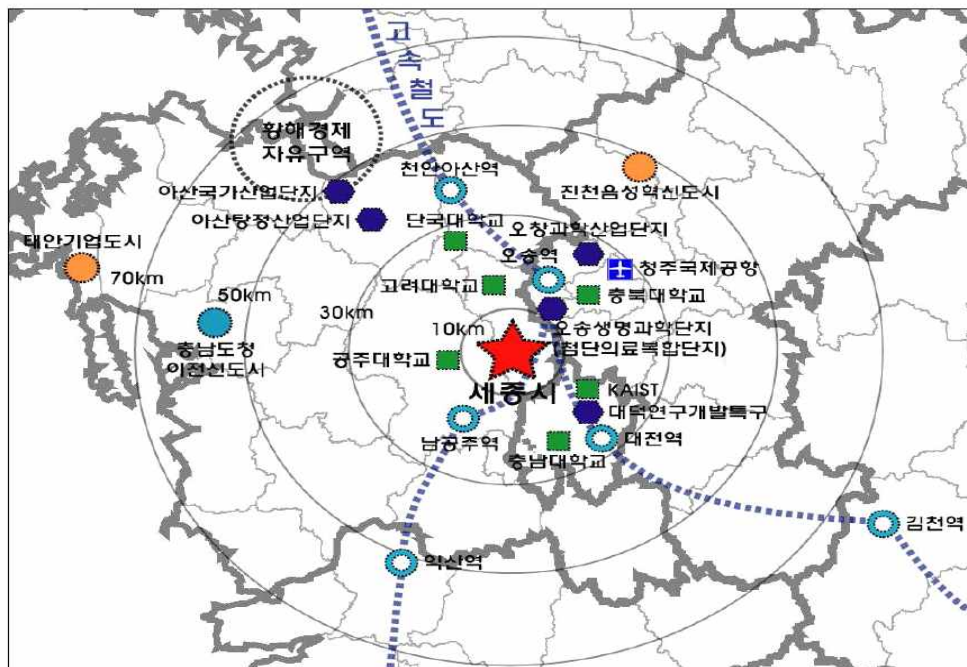 고속철도
황해경제
자유구역
천안아산역
아산국가산업단지
진천음성혁신도시
아산탕정산업단지
단국대학교
오창과학산업단지
태안기업도시
오송역
청주국제공항
70km
고려대학교
충북대학교
50km
30km
10km
오송생명과학단지
(첨단의료복합단지)
충남도청
이전신도시
공주대학교
세종시
KAIST
대덕연구개발특구
남공주역
대전역
충남대학교
김천역
익산역